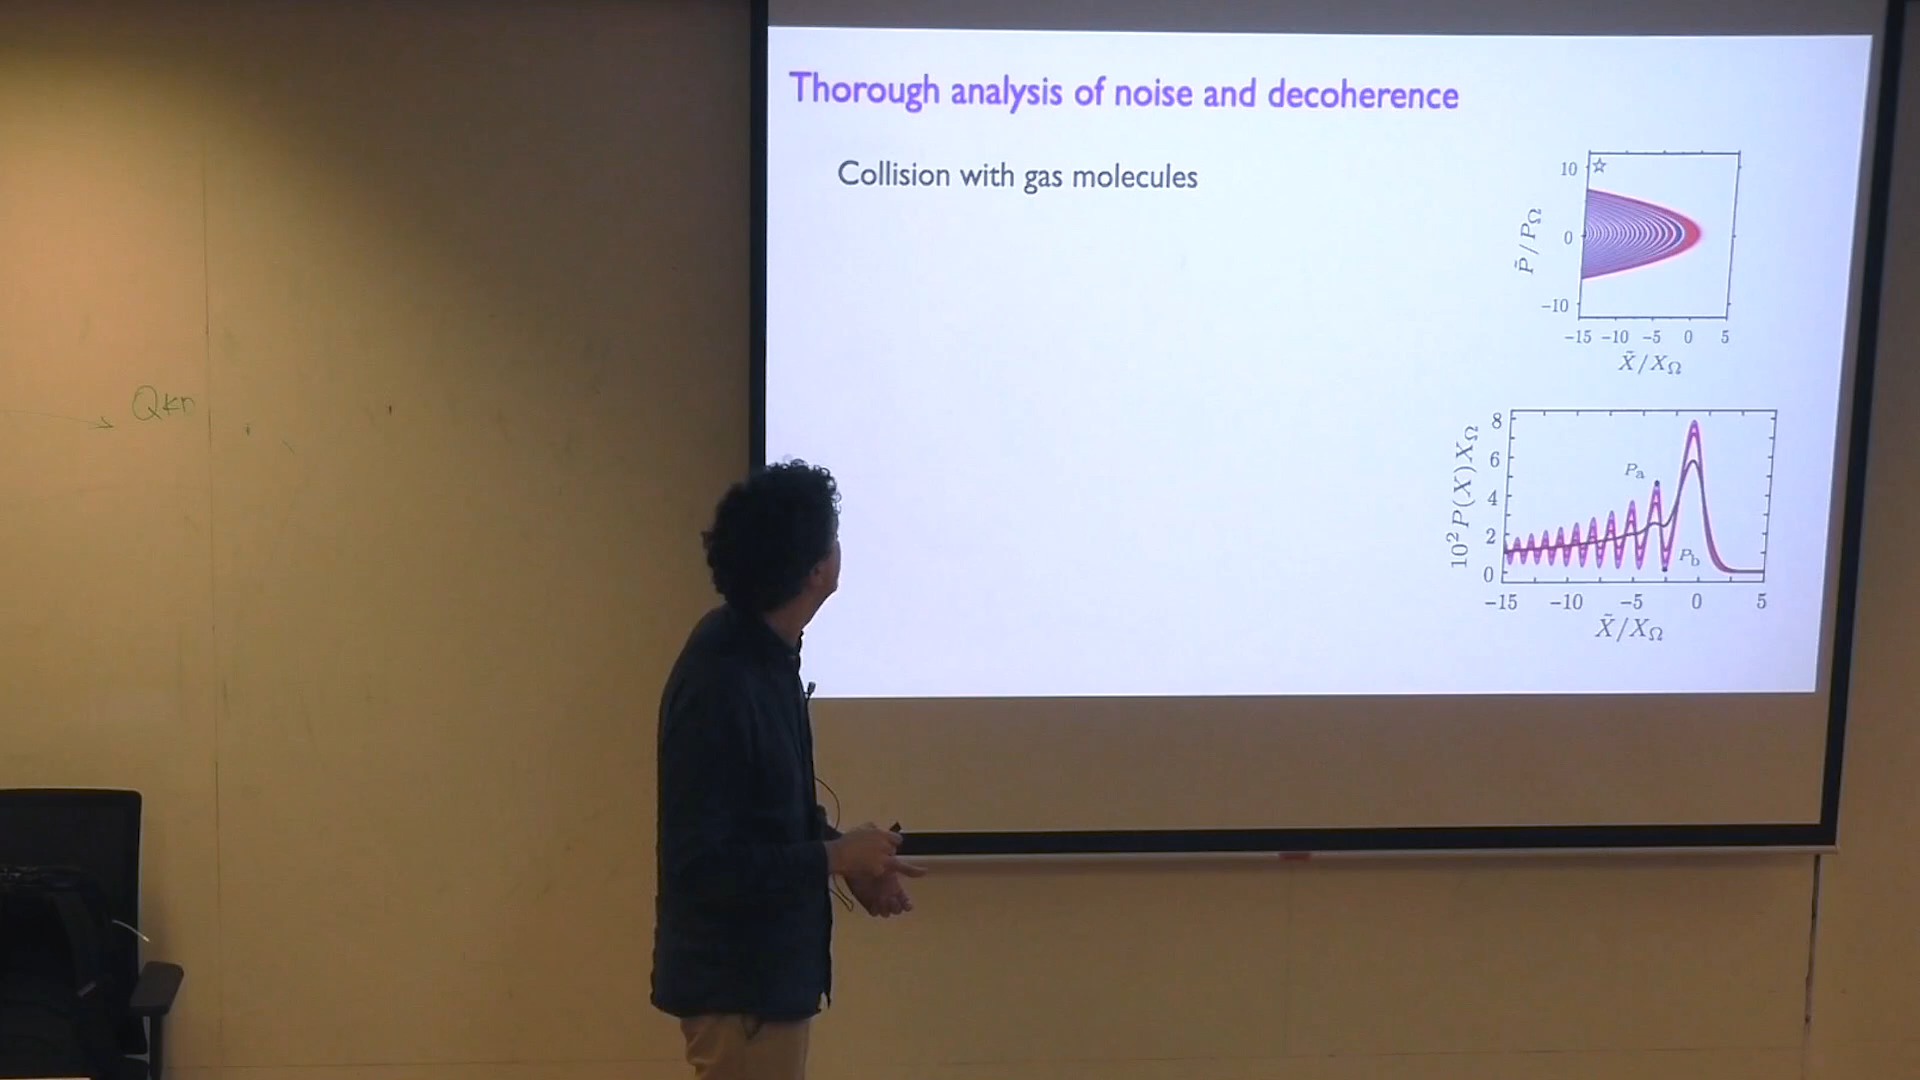 Thorough analysis of noise and decoherence
Collision with gas molecules
10
0
−10
P̃/P_Ω
−15 −10 −5 0 5
X̃/X_Ω
8
6
4
2
0
10²P(X)X_Ω
P_a
P_b
−15 −10 −5 0 5
X̃/X_Ω